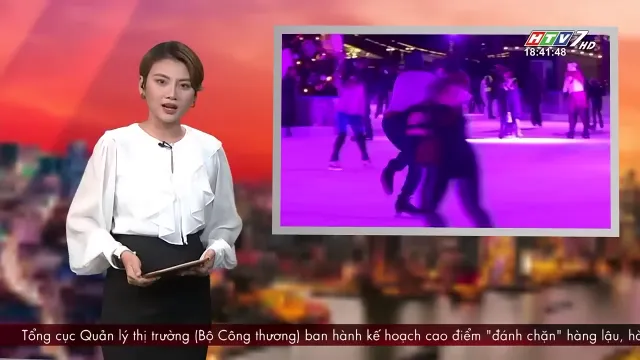 HTV7 HD
18:41:48
Tổng cục Quản lý thị trường (Bộ Công thương) ban hành kế hoạch cao điểm "đánh chặn" hàng lậu, hà